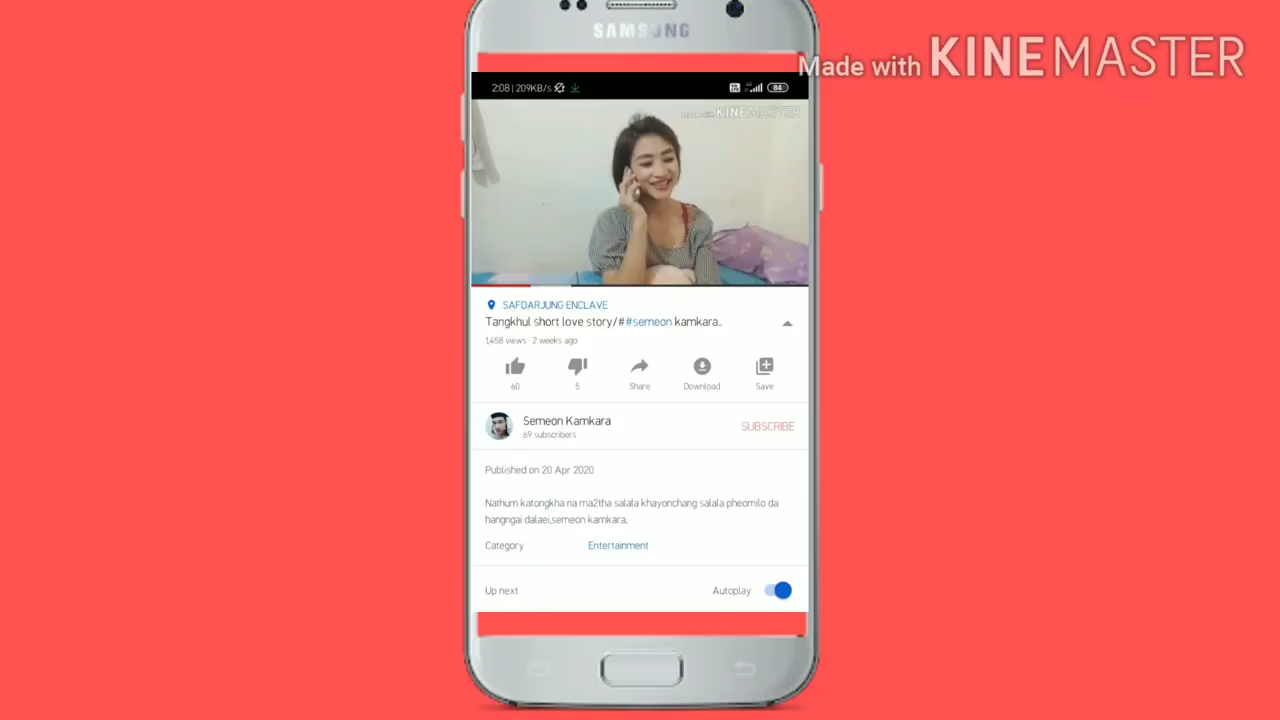 SAMSUNG
Made with KINEMASTER
2:08 | 209KB/s
84
Made with KINEMASTER
SAFDARJUNG ENCLAVE
Tangkhul short love story/##semeon kamkara..
1,458 views · 2 weeks ago
60 5 Share Download Save
Semeon Kamkara
SUBSCRIBE
69 subscribers
Published on 20 Apr 2020
Nathum katongkha na ma2tha salala khayonchang salala pheomilo da
hangngai dalaei,semeon kamkara,
Category Entertainment
Up next Autoplay